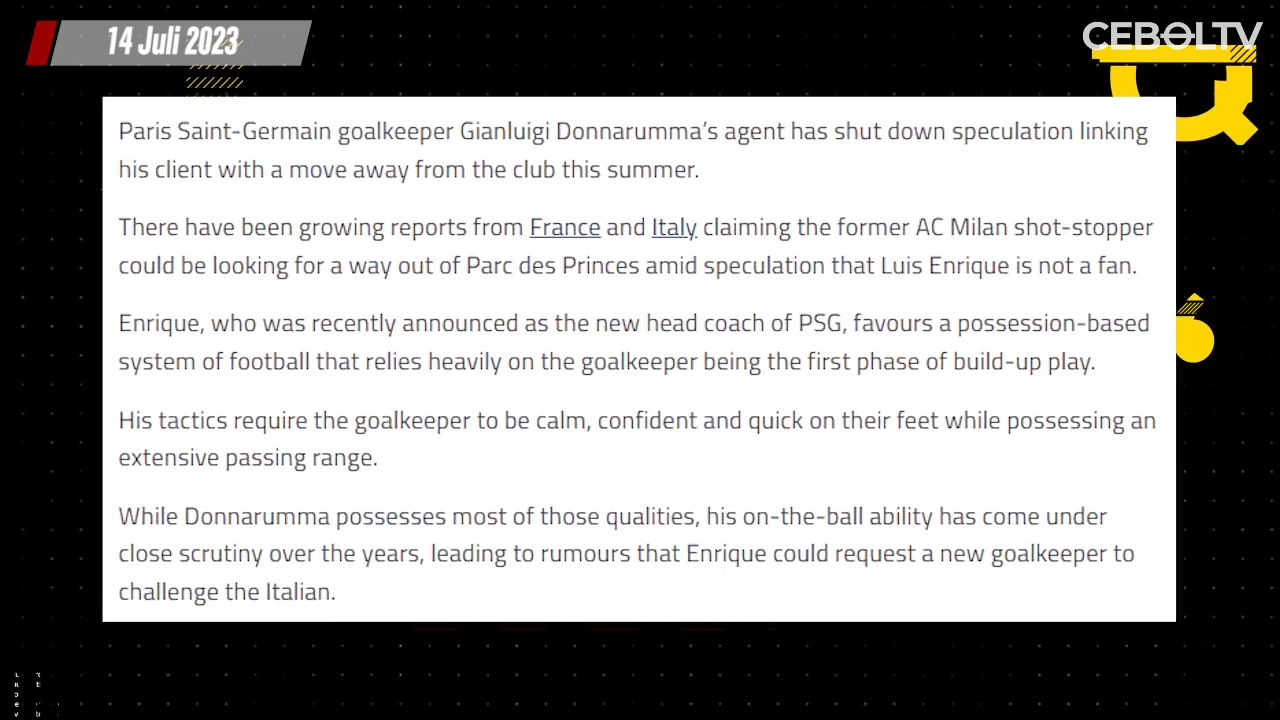 14 Juli 2023
CEBOLTV
Paris Saint-Germain goalkeeper Gianluigi Donnarumma’s agent has shut down speculation linking
his client with a move away from the club this summer.
There have been growing reports from France and Italy claiming the former AC Milan shot-stopper
could be looking for a way out of Parc des Princes amid speculation that Luis Enrique is not a fan.
Enrique, who was recently announced as the new head coach of PSG, favours a possession-based
system of football that relies heavily on the goalkeeper being the first phase of build-up play.
His tactics require the goalkeeper to be calm, confident and quick on their feet while possessing an
extensive passing range.
While Donnarumma possesses most of those qualities, his on-the-ball ability has come under
close scrutiny over the years, leading to rumours that Enrique could request a new goalkeeper to
challenge the Italian.